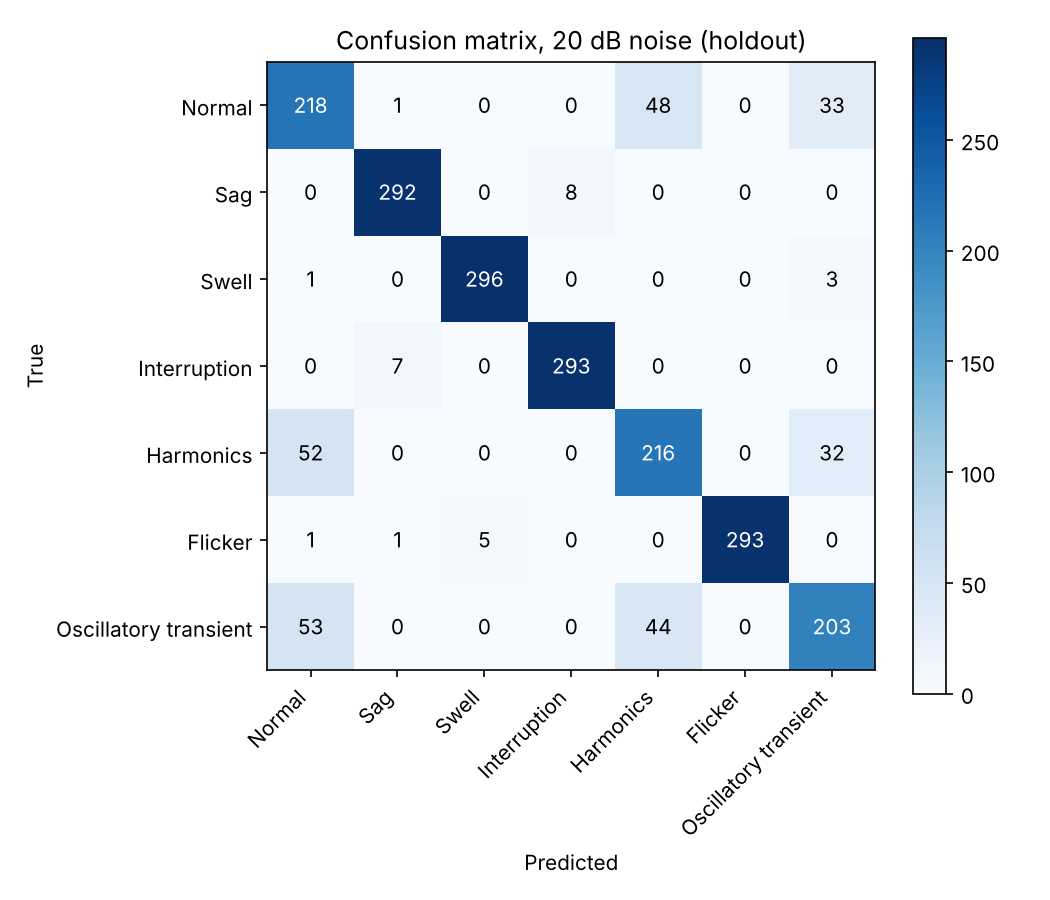 Confusion matrix, 20 dB noise (holdout)
True
Normal 218 1 0 0 48 0 33
Sag 0 292 0 8 0 0 0
Swell 1 0 296 0 0 0 3
Interruption 0 7 0 293 0 0 0
Harmonics 52 0 0 0 216 0 32
Flicker 1 1 5 0 0 293 0
Oscillatory transient 53 0 0 0 44 0 203
Normal Sag Swell Interruption Harmonics Flicker Oscillatory transient
Predicted
250
200
150
100
50
0